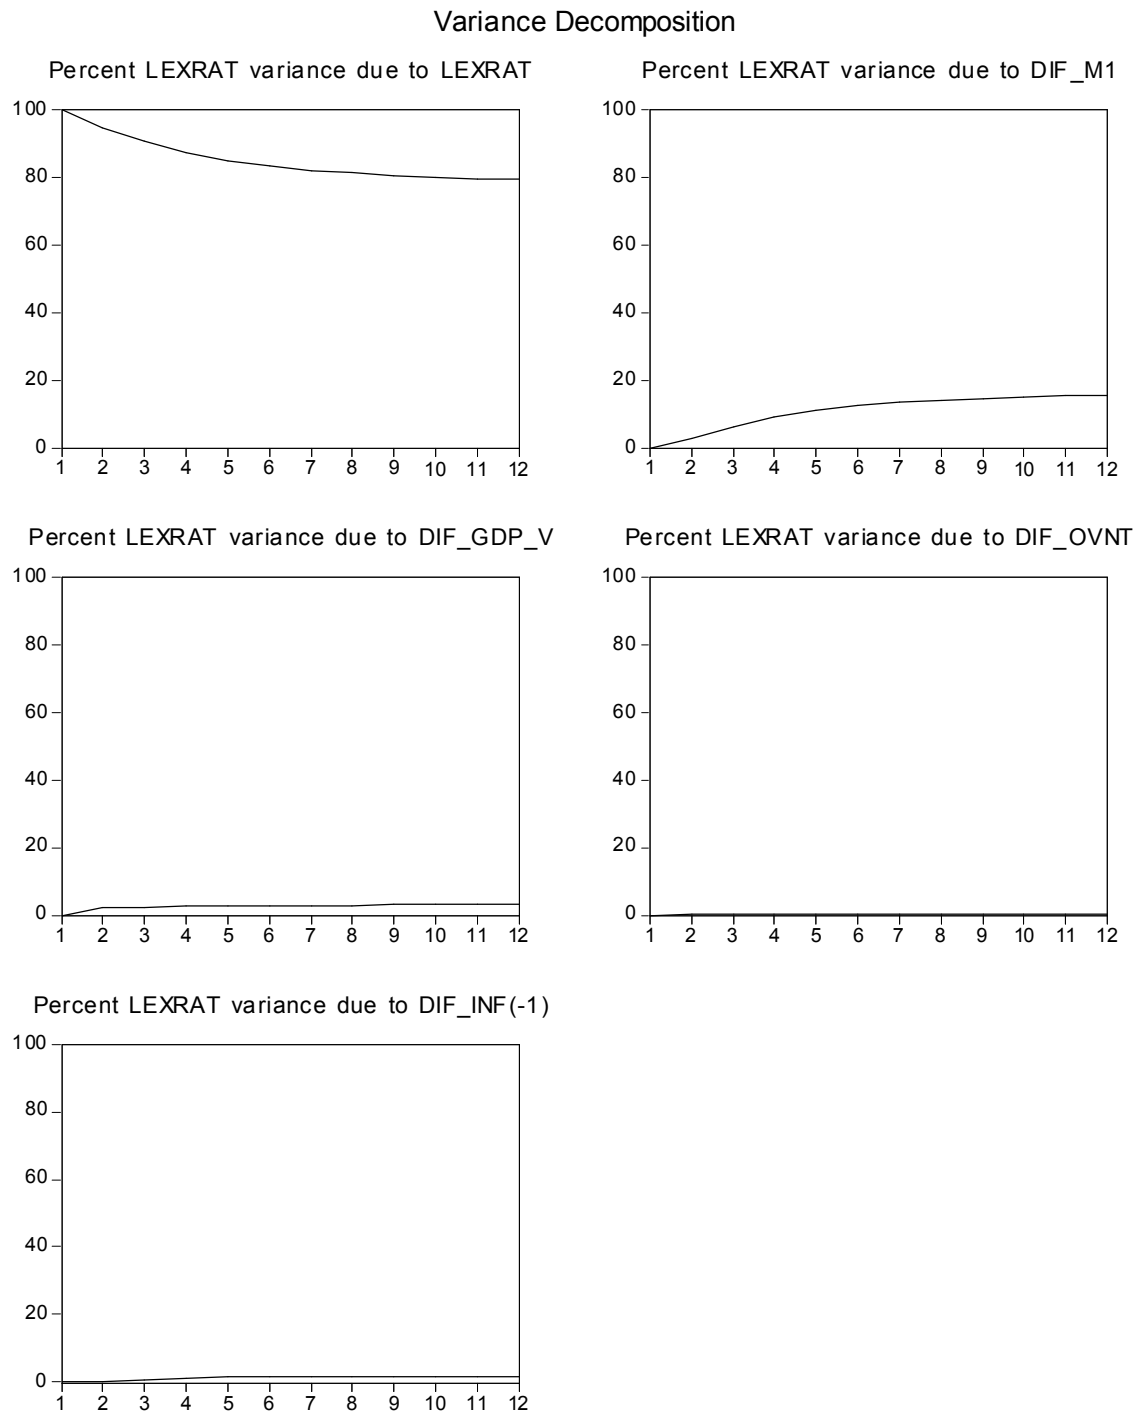 Variance Decomposition
Percent LEXRAT variance due to LEXRAT
100
80
60
40
20
0
1 2 3 4 5 6 7 8 9 10 11 12
Percent LEXRAT variance due to DIF_M1
100
80
60
40
20
0
1 2 3 4 5 6 7 8 9 10 11 12
Percent LEXRAT variance due to DIF_GDP_V
100
80
60
40
20
0
1 2 3 4 5 6 7 8 9 10 11 12
Percent LEXRAT variance due to DIF_OVNT
100
80
60
40
20
0
1 2 3 4 5 6 7 8 9 10 11 12
Percent LEXRAT variance due to DIF_INF(-1)
100
80
60
40
20
0
1 2 3 4 5 6 7 8 9 10 11 12